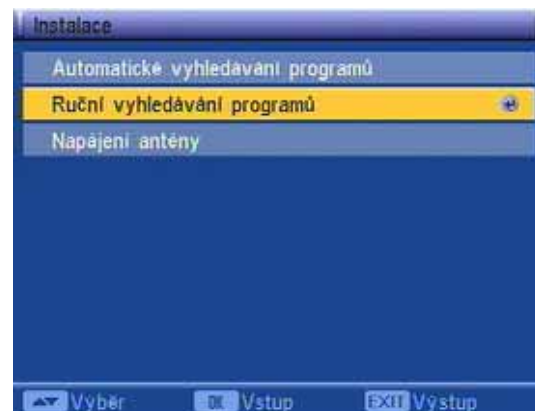 Instalace
Automatické vyhledávání programů
Ruční vyhledávání programů
Napájení antény
Výběr OK Vstup EXIT Výstup